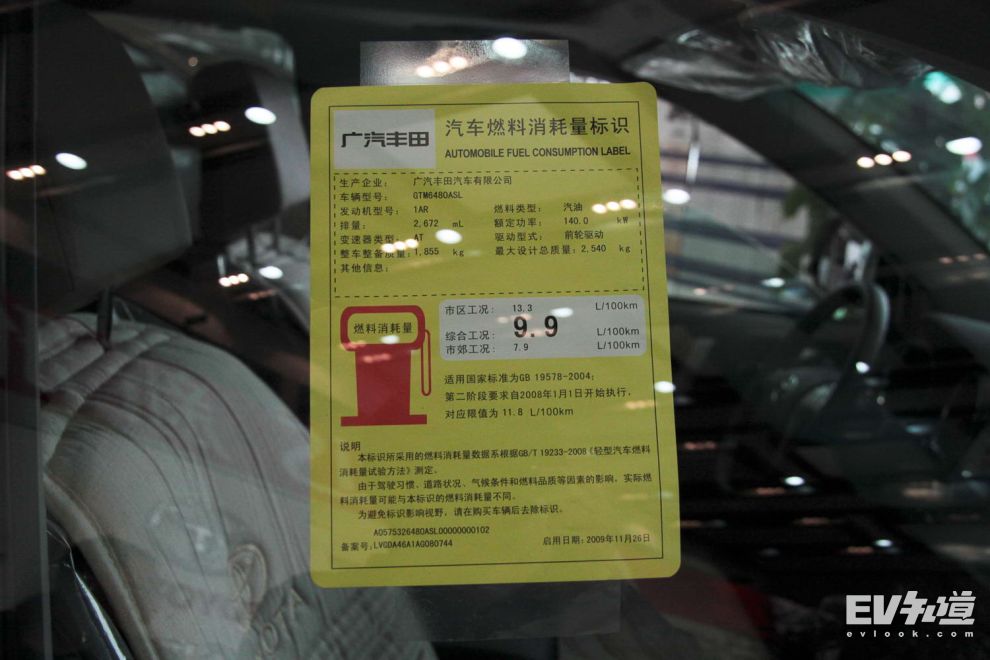 广汽丰田
汽车燃料消耗量标识
AUTOMOBILE FUEL CONSUMPTION LABEL
生产企业： 广汽丰田汽车有限公司
车辆型号： GTM6480ASL
发动机型号： 1AR 燃料类型： 汽油
排量： 2,672 mL 额定功率： 140.0 kW
变速器类型： AT 驱动型式： 前轮驱动
整车整备质量：1,855 kg 最大设计总质量：2,540 kg
其他信息：
燃料消耗量
市区工况： 13.3 L/100km
综合工况： 9.9 L/100km
市郊工况： 7.9 L/100km
适用国家标准为GB 19578-2004；
第二阶段要求自2008年1月1日开始执行，
对应限值为 11.8 L/100km
说明
本标识所采用的燃料消耗量数据系根据GB/T 19233-2008《轻型汽车燃料
消耗量试验方法》测定。
由于驾驶习惯、道路状况、气候条件和燃料品质等因素的影响，实际燃
料消耗量可能与本标识的燃料消耗量不同。
为避免标识影响视野，请在购买车辆后去除标识。
A0575326480ASL00000000102
备案号：LVGDA46A1AG080744 启用日期：2009年11月26日
EV知道
evlook.com